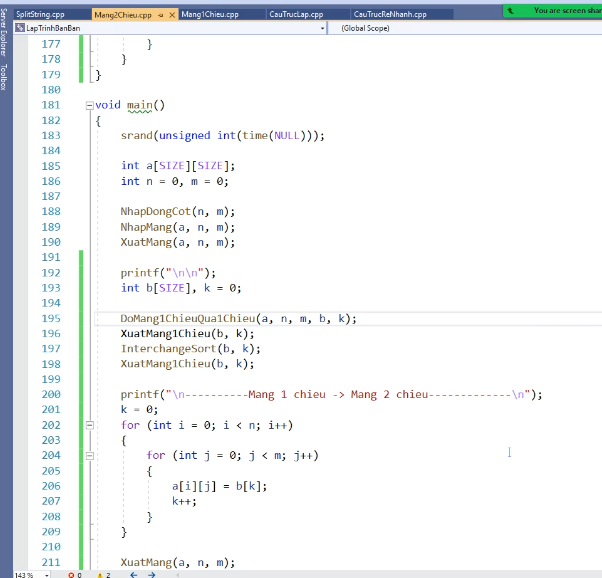 SplitString.cpp Mang2Chieu.cpp Mang1Chieu.cpp CauTrucLap.cpp CauTrucReNhanh.cpp You are screen shar
LapTrinhBanBan (Global Scope)
Server Explorer
Toolbox
177 }
178 }
179 }
180
181 void main()
182 {
183 srand(unsigned int(time(NULL)));
184
185 int a[SIZE][SIZE];
186 int n = 0, m = 0;
187
188 NhapDongCot(n, m);
189 NhapMang(a, n, m);
190 XuatMang(a, n, m);
191
192 printf("\n\n");
193 int b[SIZE], k = 0;
194
195 DoMang1ChieuQua1Chieu(a, n, m, b, k);
196 XuatMang1Chieu(b, k);
197 InterchangeSort(b, k);
198 XuatMang1Chieu(b, k);
199
200 printf("\n----------Mang 1 chieu -> Mang 2 chieu-------------\n");
201 k = 0;
202 for (int i = 0; i < n; i++)
203 {
204 for (int j = 0; j < m; j++)
205 {
206 a[i][j] = b[k];
207 k++;
208 }
209 }
210
211 XuatMang(a, n, m);
143 % 0 2